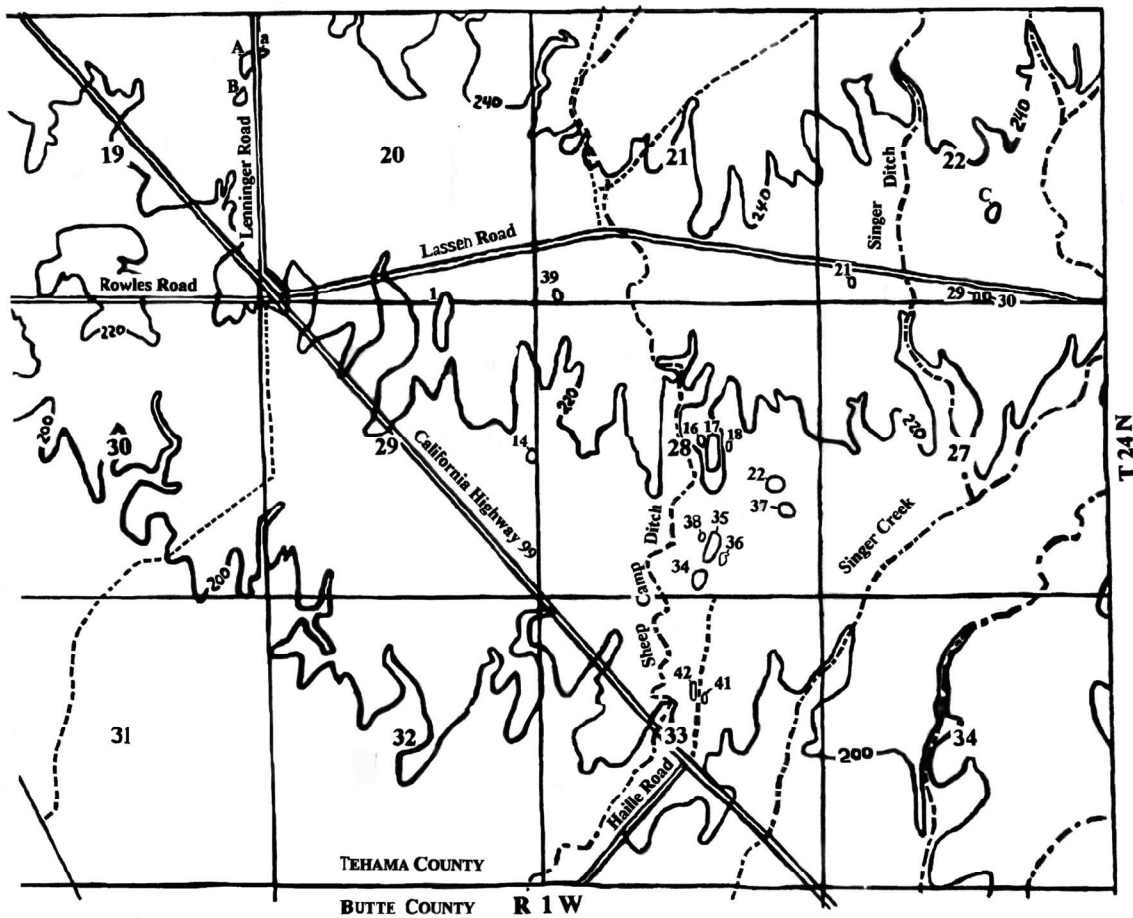 A
a
B
19
20
21
22
240
240
240
C
Lenninger Road
Singer Ditch
Lassen Road
Rowles Road
39
21
29
30
1
220
220
220
200
A
30
29
14
28
16
17
18
22
37
27
T 24 N
California Highway 99
35
38
36
34
Sheep Camp Ditch
Singer Creek
200
42
41
31
32
33
34
200
Haille Road
TEHAMA COUNTY
BUTTE COUNTY
R 1 W